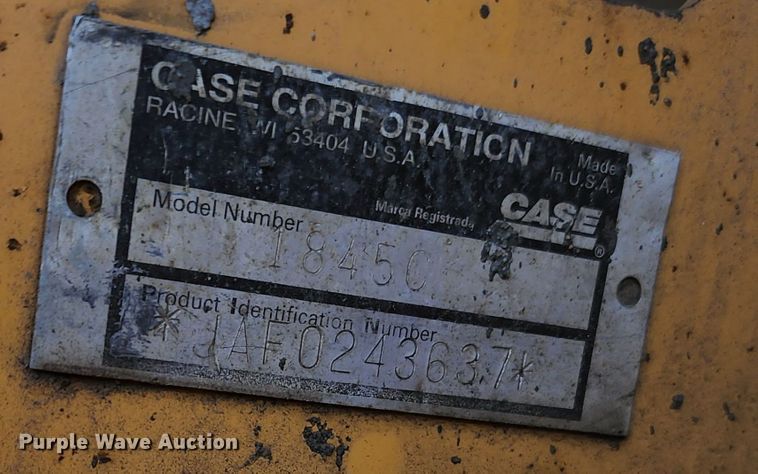 CASE CORPORATION
RACINE WI 53404 U.S.A.
Made
In U.S.A.
CASE
®
Marca Registrada
Model Number
1845C
Product Identification Number
*JAF0243637*
Purple Wave Auction